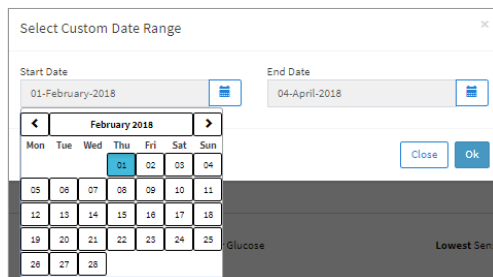 Select Custom Date Range ×
Start Date End Date
01-February-2018 04-April-2018
< February 2018 >
Mon Tue Wed Thu Fri Sat Sun
01 02 03 04
Close Ok
05 06 07 08 09 10 11
12 13 14 15 16 17 18
19 20 21 22 23 24 25
Glucose Lowest Sen
26 27 28